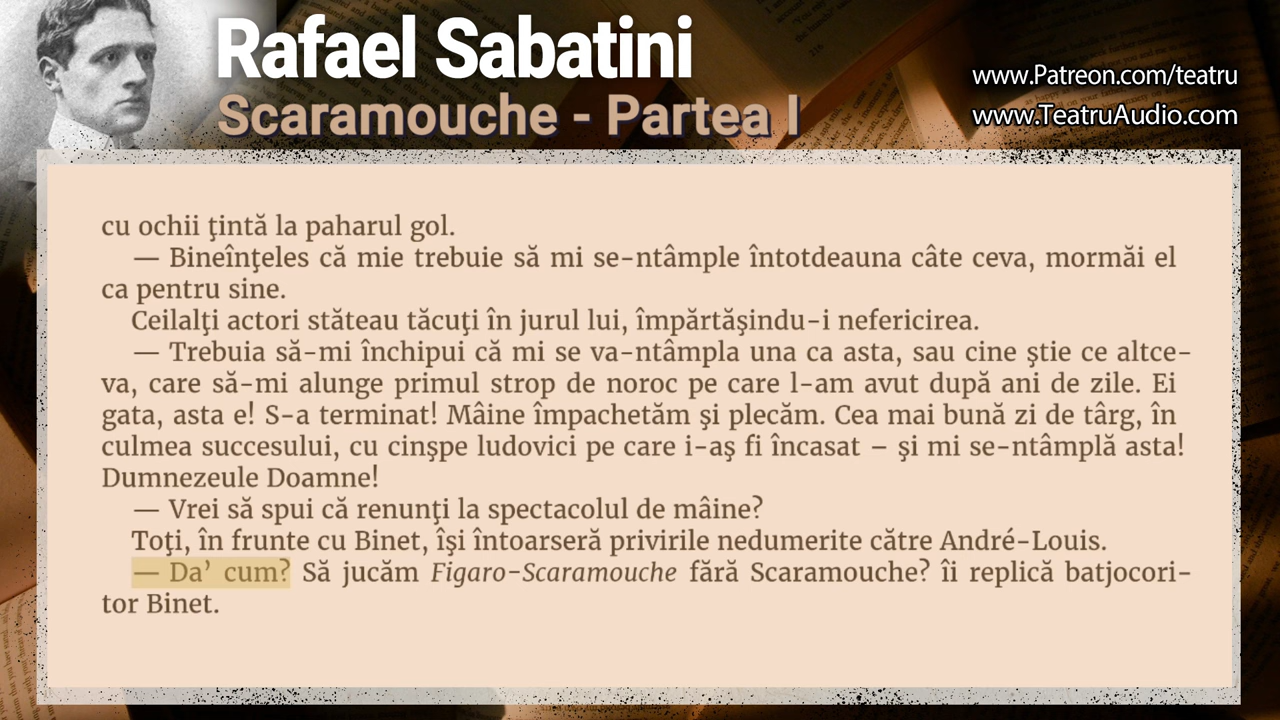 Rafael Sabatini
Scaramouche - Partea I
www.Patreon.com/teatru
www.TeatruAudio.com
cu ochii ţintă la paharul gol.
— Bineînţeles că mie trebuie să mi se-ntâmple întotdeauna câte ceva, mormăi el
ca pentru sine.
Ceilalţi actori stăteau tăcuţi în jurul lui, împărtăşindu-i nefericirea.
— Trebuia să-mi închipui că mi se va-ntâmpla una ca asta, sau cine ştie ce altce-
va, care să-mi alunge primul strop de noroc pe care l-am avut după ani de zile. Ei
gata, asta e! S-a terminat! Mâine împachetăm şi plecăm. Cea mai bună zi de târg, în
culmea succesului, cu cinşpe ludovici pe care i-aş fi încasat – şi mi se-ntâmplă asta!
Dumnezeule Doamne!
— Vrei să spui că renunţi la spectacolul de mâine?
Toţi, în frunte cu Binet, îşi întoarseră privirile nedumerite către André-Louis.
— Da’ cum? Să jucăm Figaro-Scaramouche fără Scaramouche? îi replică batjocori-
tor Binet.